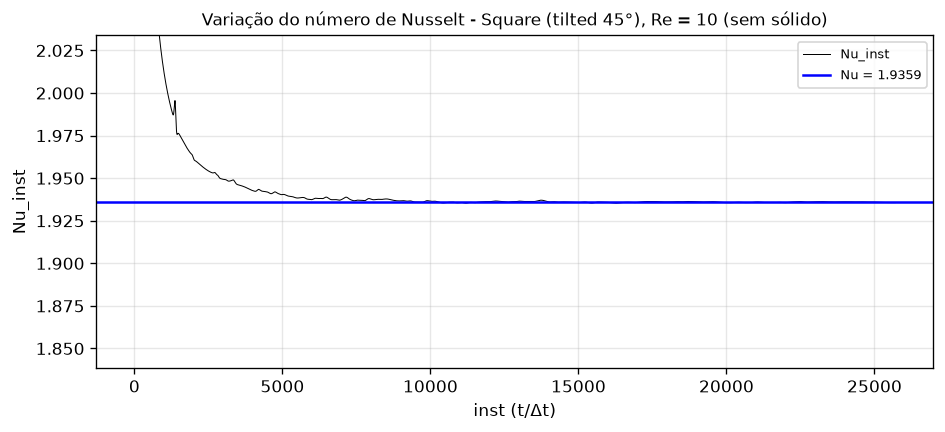 Variação do número de Nusselt - Square (tilted 45°), Re = 10 (sem sólido)
Nu_inst
Nu = 1.9359
2.025
2.000
1.975
1.950
1.925
1.900
1.875
1.850
Nu_inst
0 5000 10000 15000 20000 25000
inst (t/Δt)